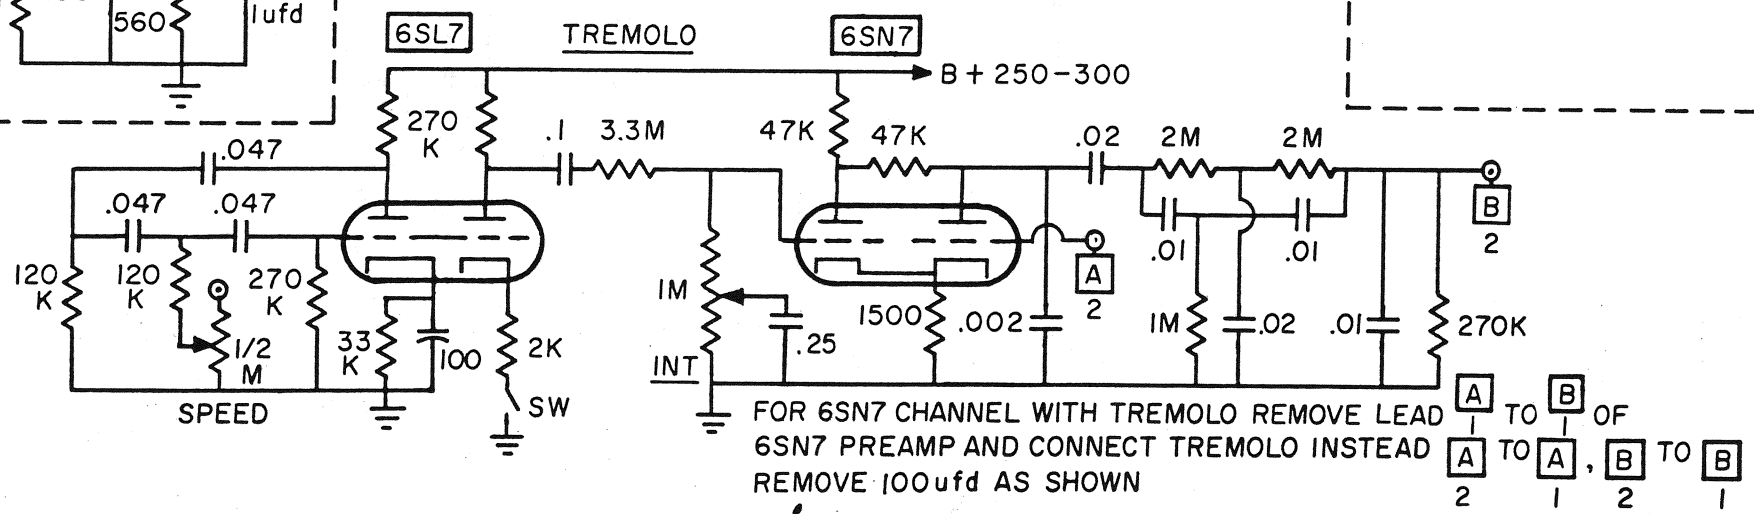 560
1ufd
6SL7
TREMOLO
6SN7
B + 250-300
270
K
.1
3.3M
47K
47K
.02
2M
2M
.047
.047
.047
B
2
.01
.01
120
K
120
K
270
K
A
2
1M
1500
.002
1M
.02
.01
270K
33
K
100
2K
.25
1/2
M
INT
SPEED
SW
FOR 6SN7 CHANNEL WITH TREMOLO REMOVE LEAD A 1 TO B 1 OF
6SN7 PREAMP AND CONNECT TREMOLO INSTEAD A 2 TO A 1, B 2 TO B 1
REMOVE 100ufd AS SHOWN